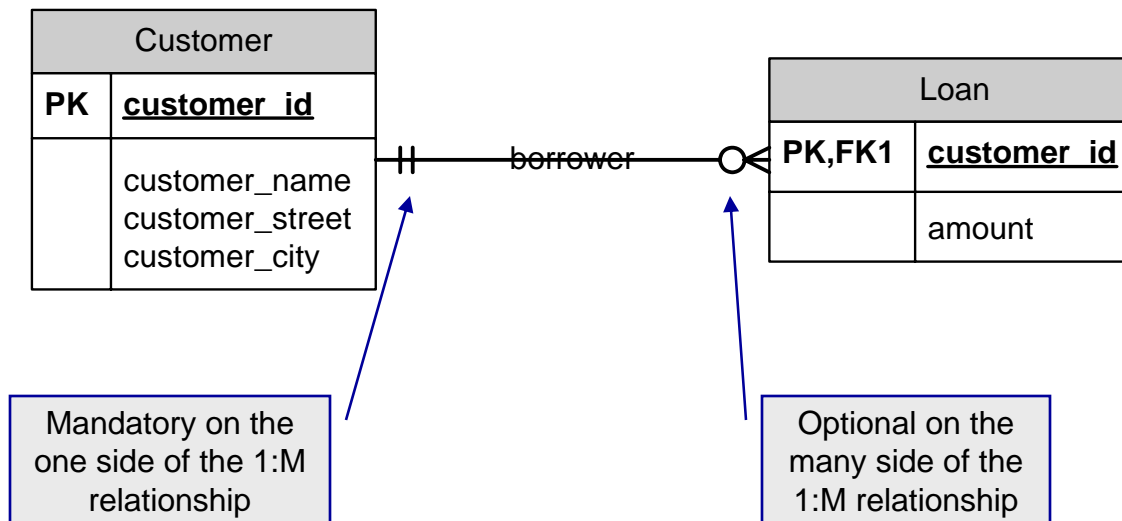 Customer
PK customer_id
customer_name
customer_street
customer_city
borrower
Loan
PK,FK1 customer_id
amount
Mandatory on the
one side of the 1:M
relationship
Optional on the
many side of the
1:M relationship